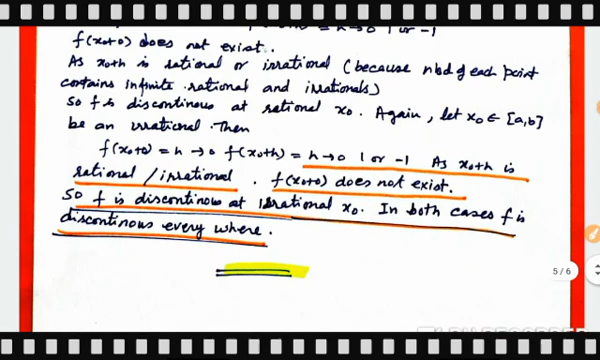 f(x₀+0) does not exist.
As x₀+h is rational or irrational (because nbd of each point
contains infinite rational and irrationals)
So f is discontinous at rational x₀. Again, let x₀ ∈ [a,b]
be an irrational. Then
f(x₀+0) = h→0 f(x₀+h) = h→0 1 or -1 As x₀+h is
rational / irrational. f(x₀+0) does not exist.
So f is discontinous at irrational x₀. In both cases f is
discontinous every where.
5/6